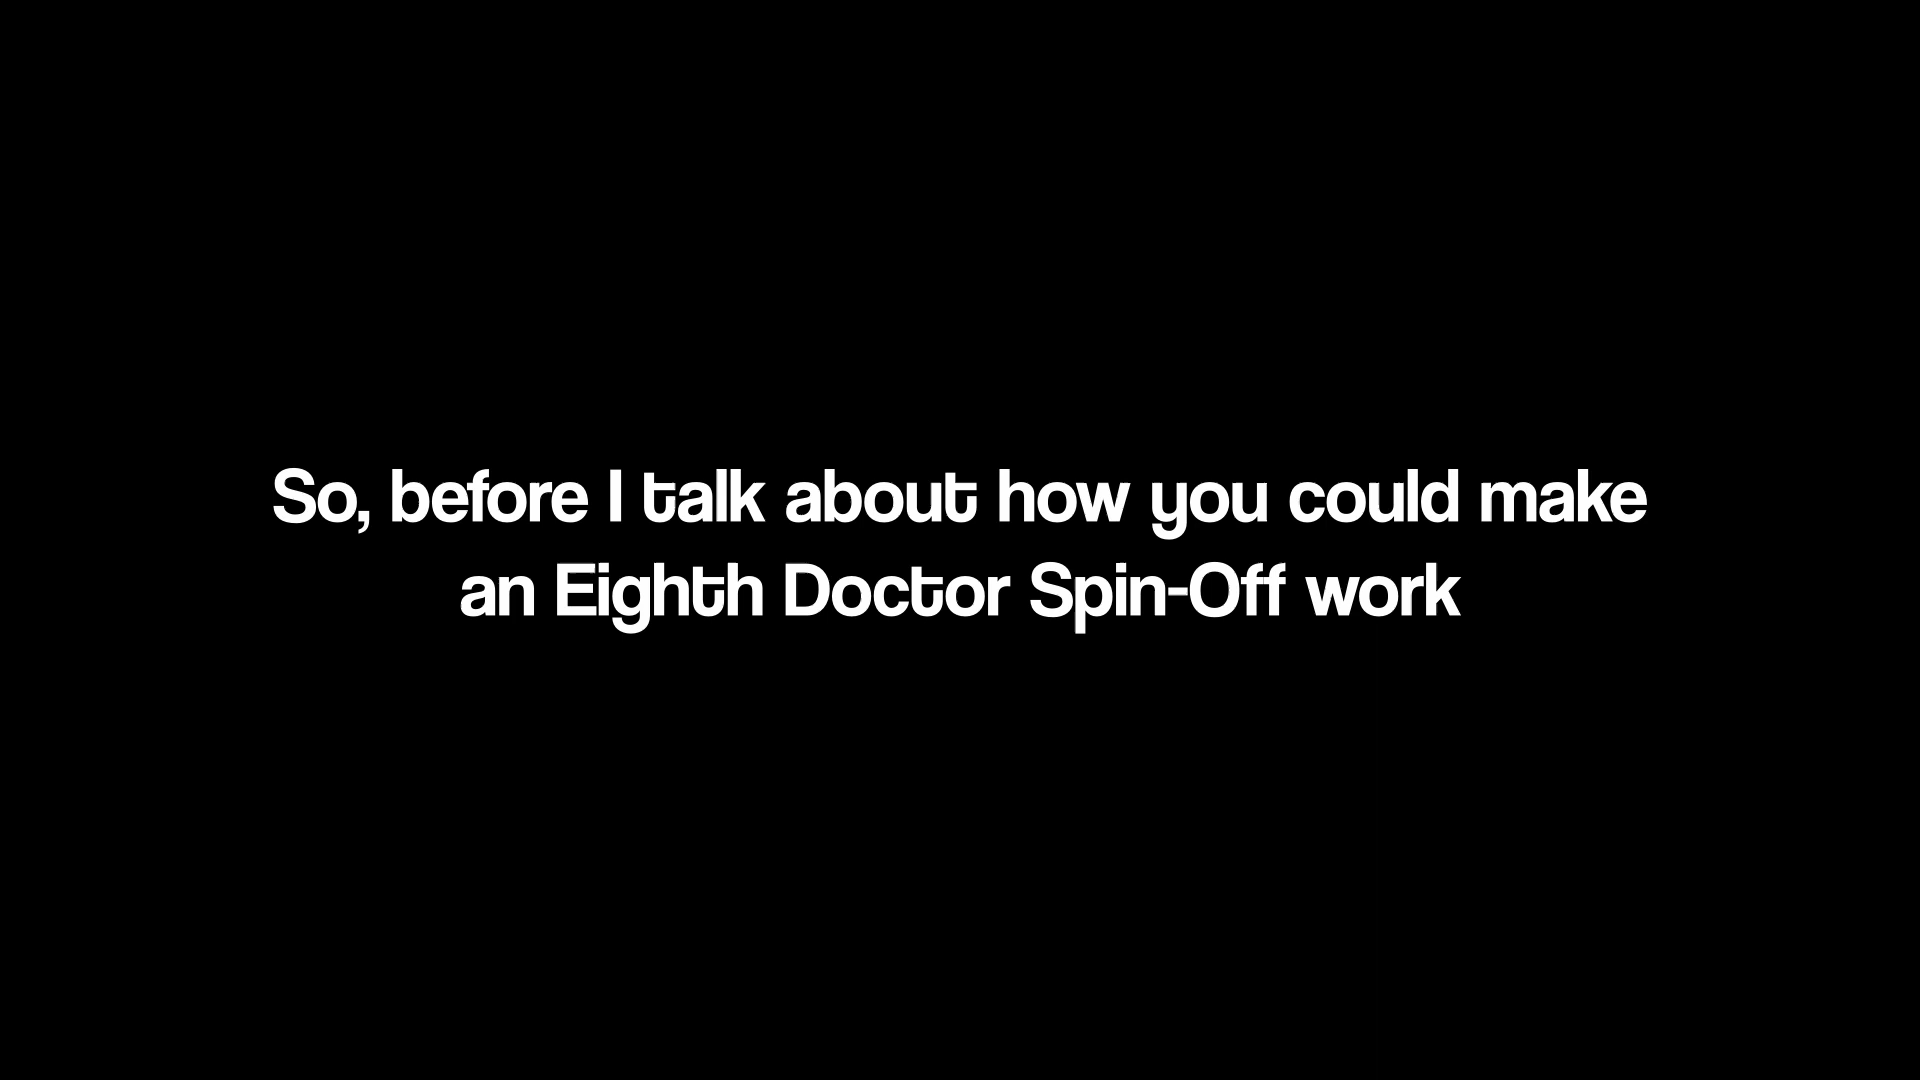 So, before I talk about how you could make
an Eighth Doctor Spin-Off work